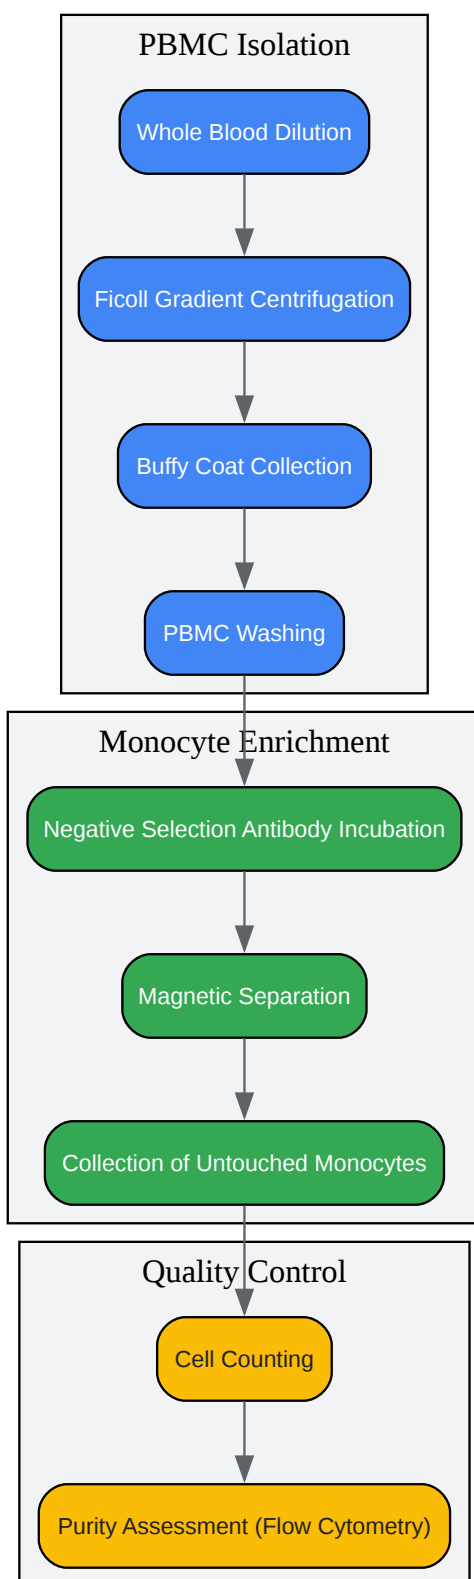 PBMC Isolation
Whole Blood Dilution
Ficoll Gradient Centrifugation
Buffy Coat Collection
PBMC Washing
Monocyte Enrichment
Negative Selection Antibody Incubation
Magnetic Separation
Collection of Untouched Monocytes
Quality Control
Cell Counting
Purity Assessment (Flow Cytometry)